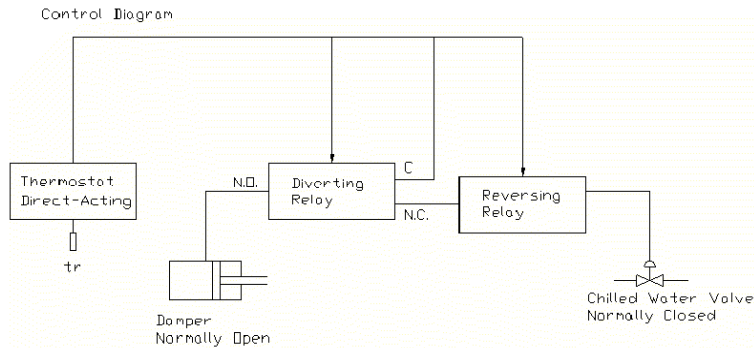 Control Diagram
C
N.O.
Thermostat
Direct-Acting
Diverting
Relay
Reversing
Relay
N.C.
tr
Damper
Normally Open
Chilled Water Valve
Normally Closed